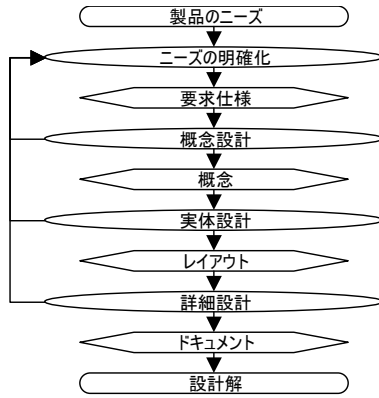 製品のニーズ
ニーズの明確化
要求仕様
概念設計
概念
実体設計
レイアウト
詳細設計
ドキュメント
設計解